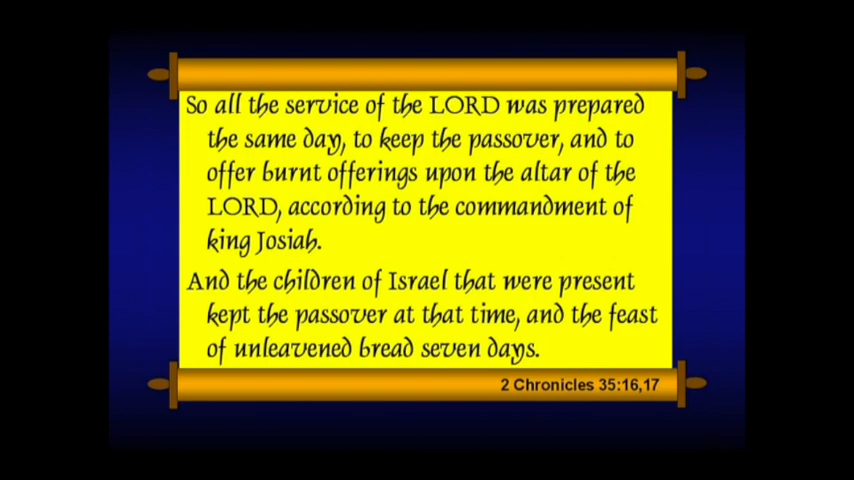 So all the service of the LORD was prepared
the same day, to keep the passover, and to
offer burnt offerings upon the altar of the
LORD, according to the commandment of
king Josiah.
And the children of Israel that were present
kept the passover at that time, and the feast
of unleavened bread seven days.
2 Chronicles 35:16,17